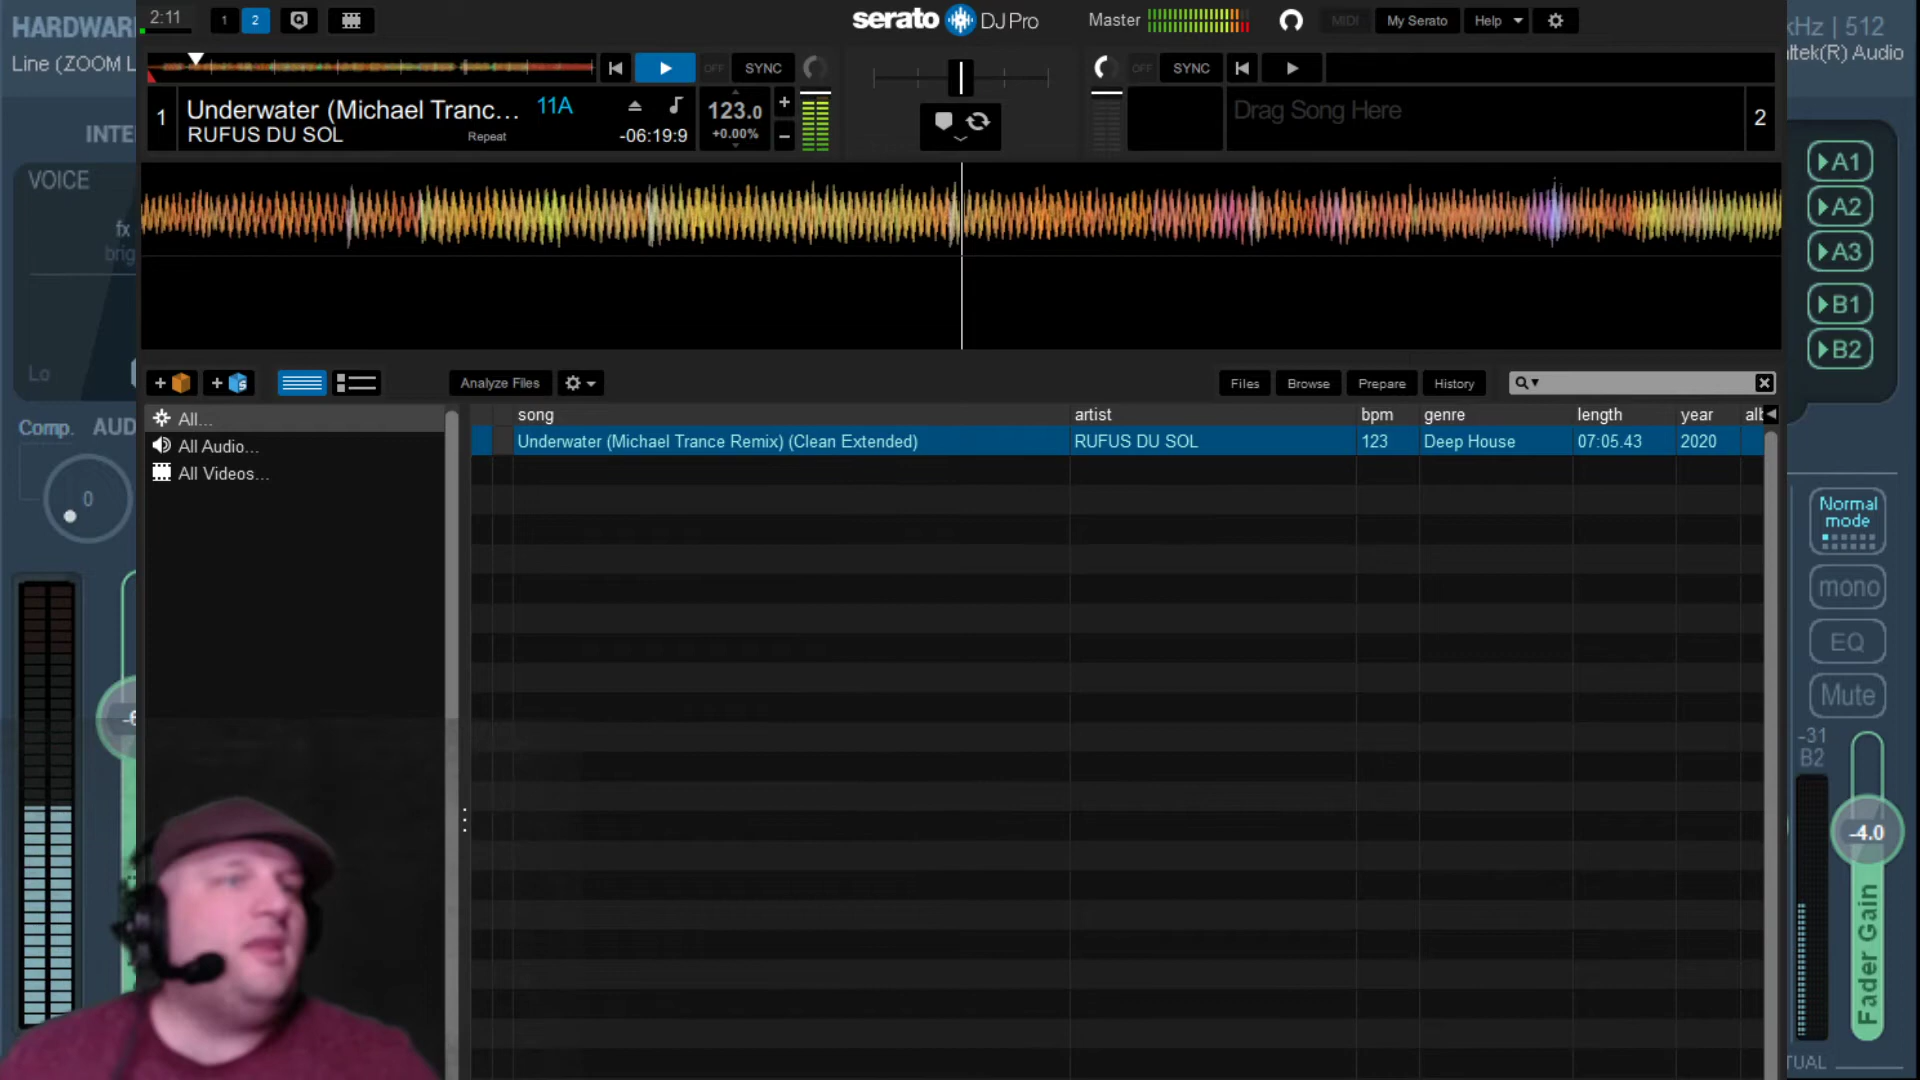 HARDWAR
Line (ZOOM L
2:11
1
2
serato DJ Pro
Master
MIDI
My Serato
Help
kHz | 512
ltek(R) Audio
OFF
SYNC
OFF
SYNC
1
Underwater (Michael Tranc...
11A
RUFUS DU SOL
Repeat
-06:19:9
123.0
+0.00%
Drag Song Here
2
INTE
VOICE
fx
brig
Lo
A1
A2
A3
B1
B2
Analyze Files
Files
Browse
Prepare
History
All...
All Audio...
All Videos...
song
artist
bpm
genre
length
year
alb
Underwater (Michael Trance Remix) (Clean Extended)
RUFUS DU SOL
123
Deep House
07:05.43
2020
Comp.
AUD
0
-6
Normal
mode
mono
EQ
Mute
-31
B2
-4.0
Fader Gain
TUAL